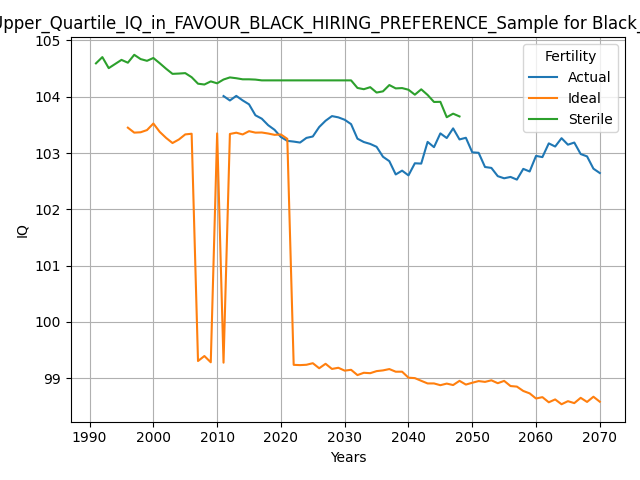 Upper_Quartile_IQ_in_FAVOUR_BLACK_HIRING_PREFERENCE_Sample for Black_
105
104
103
102
101
100
99
IQ
Fertility
Actual
Ideal
Sterile
1990 2000 2010 2020 2030 2040 2050 2060 2070
Years